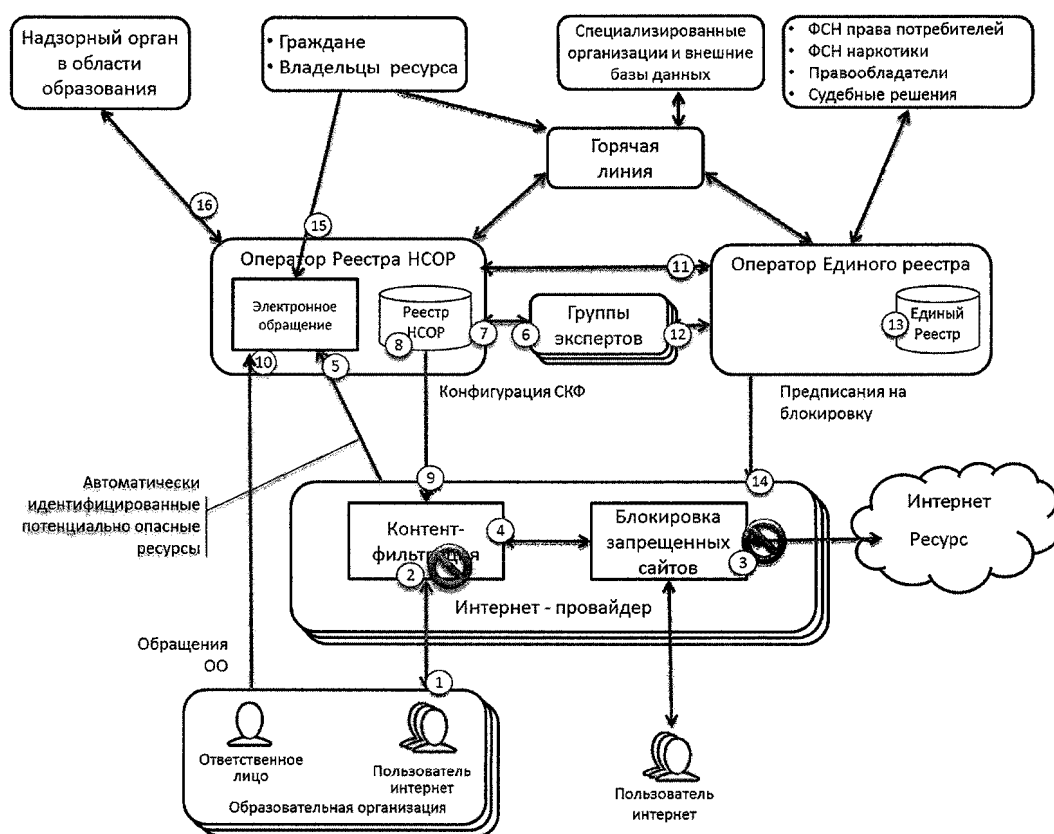 Надзорный орган
в области
образования
• Граждане
• Владельцы ресурса
Специализированные
организации и внешние
базы данных
• ФСН права потребителей
• ФСН наркотики
• Правообладатели
• Судебные решения
Горячая
линия
16
15
Оператор Реестра НСОР
11
Оператор Единого реестра
Электронное
обращение
Реестр
НСОР
8
7
6
Группы
экспертов
12
13
Единый
Реестр
10
5
Конфигурация СКФ
Предписания на
блокировку
Автоматически
идентифицированные
потенциально опасные
ресурсы
9
14
Контент-
фильтрация
2
4
Блокировка
запрещенных
сайтов
3
Интернет
Ресурс
Интернет - провайдер
Обращения
ОО
1
Ответственное
лицо
Пользователь
интернет
Образовательная организация
Пользователь
интернет